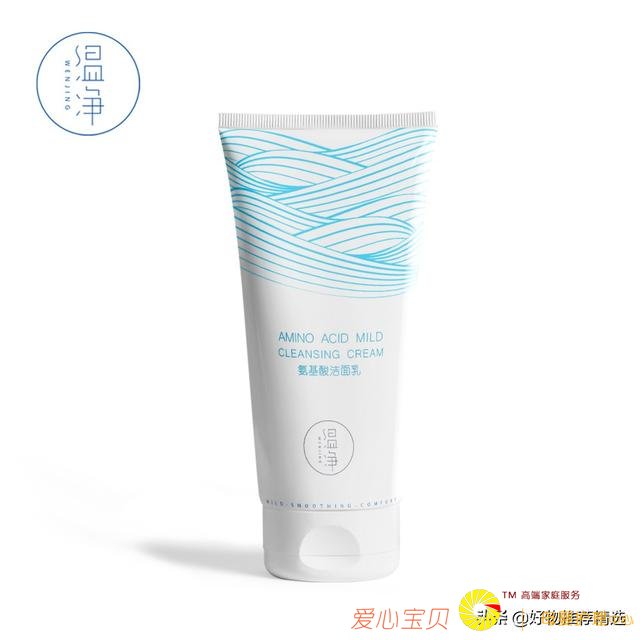 温净
WENJING
AMINO ACID MILD
CLEANSING CREAM
氨基酸洁面乳
温净
WENJING
MILD·SMOOTHING·COMFORT
爱心宝贝
TM 高端家庭服务
头条@好物推荐精选